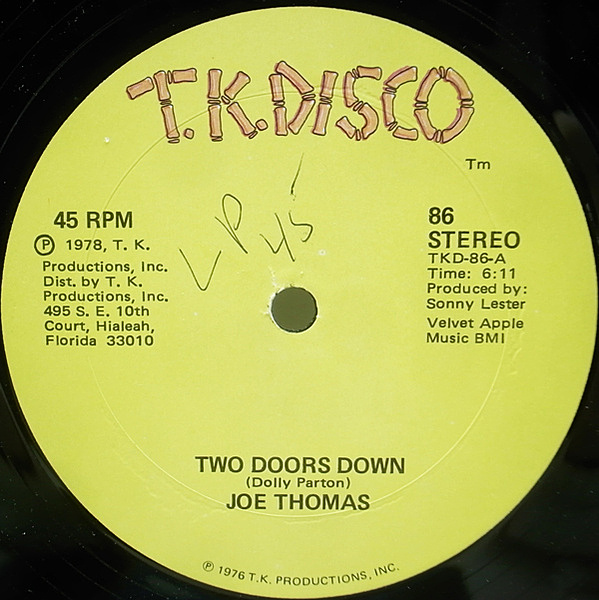 T.K.DISCO
Tm
LP 45
45 RPM
℗ 1978, T. K.
Productions, Inc.
Dist. by T. K.
Productions, Inc.
495 S. E. 10th
Court, Hialeah,
Florida 33010
86
STEREO
TKD-86-A
Time: 6:11
Produced by:
Sonny Lester
Velvet Apple
Music BMI
TWO DOORS DOWN
(Dolly Parton)
JOE THOMAS
℗ 1976 T.K. PRODUCTIONS, INC.